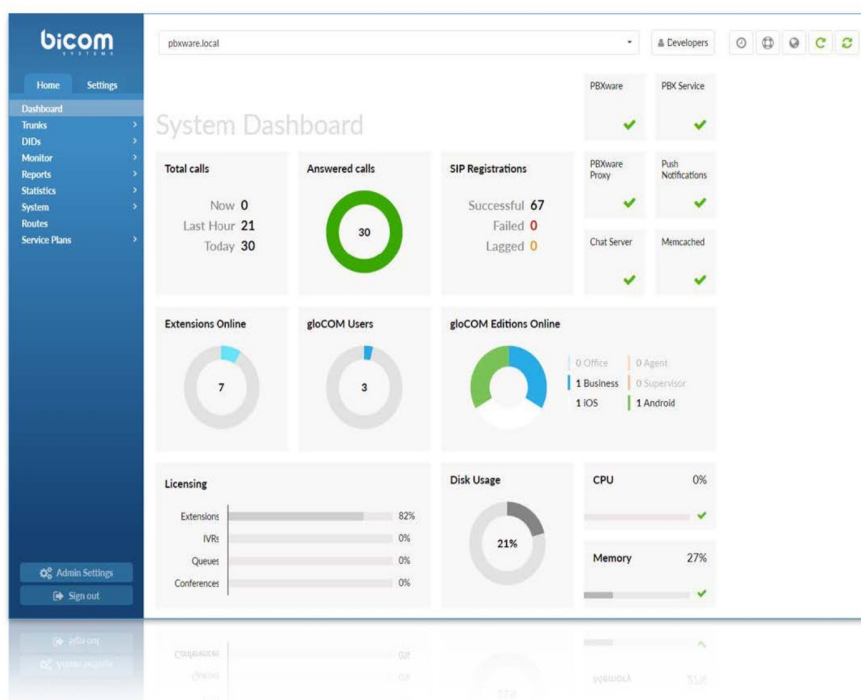 bicom
SYSTEMS
pbxware.local
Developers
Home Settings
Dashboard
Trunks
DIDs
Monitor
Reports
Statistics
System
Routes
Service Plans
Admin Settings
Sign out
System Dashboard
PBXware
PBX Service
Total calls
Now 0
Last Hour 21
Today 30
Answered calls
30
SIP Registrations
Successful 67
Failed 0
Lagged 0
PBXware
Proxy
Push
Notifications
Chat Server
Memcached
Extensions Online
7
gloCOM Users
3
gloCOM Editions Online
0 Office 0 Agent
1 Business 0 Supervisor
1 iOS 1 Android
Licensing
Extensions 82%
IVRs 0%
Queues 0%
Conferences 0%
Disk Usage
21%
CPU 0%
Memory 27%